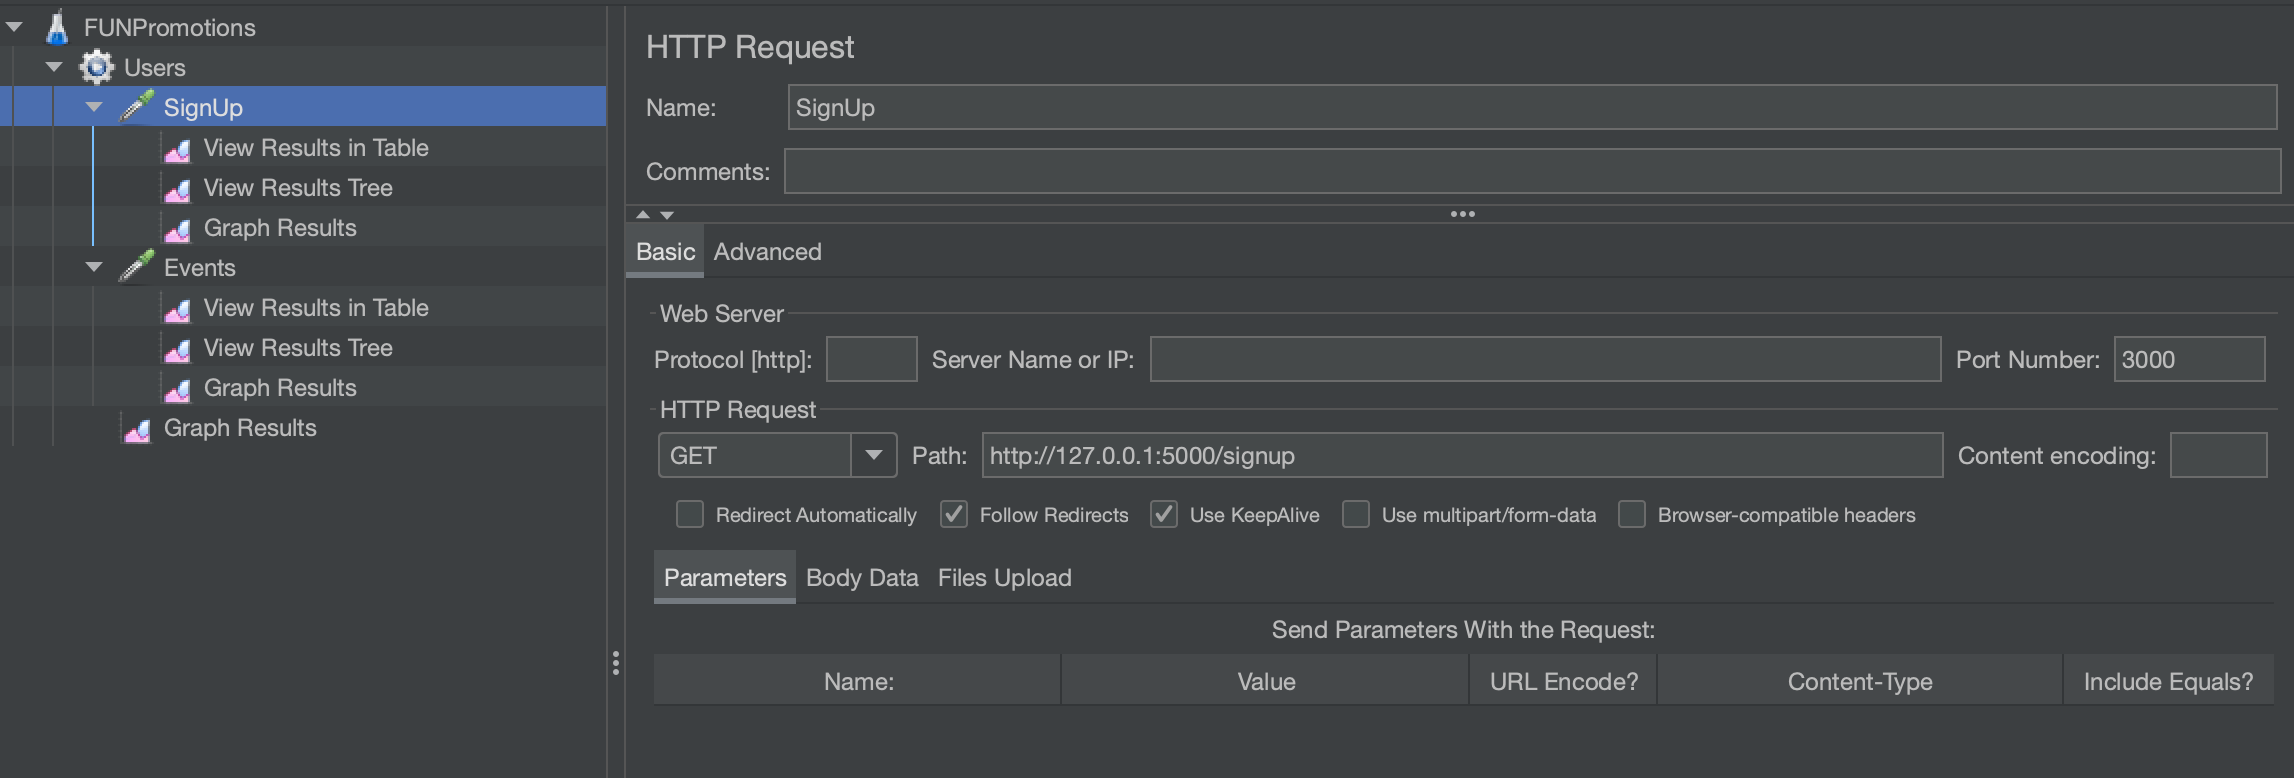 FUNPromotions
Users
SignUp
View Results in Table
View Results Tree
Graph Results
Events
View Results in Table
View Results Tree
Graph Results
Graph Results
HTTP Request
Name: SignUp
Comments:
Basic Advanced
Web Server
Protocol [http]: Server Name or IP: Port Number: 3000
HTTP Request
GET Path: http://127.0.0.1:5000/signup Content encoding:
Redirect Automatically Follow Redirects Use KeepAlive Use multipart/form-data Browser-compatible headers
Parameters Body Data Files Upload
Send Parameters With the Request:
Name: Value URL Encode? Content-Type Include Equals?